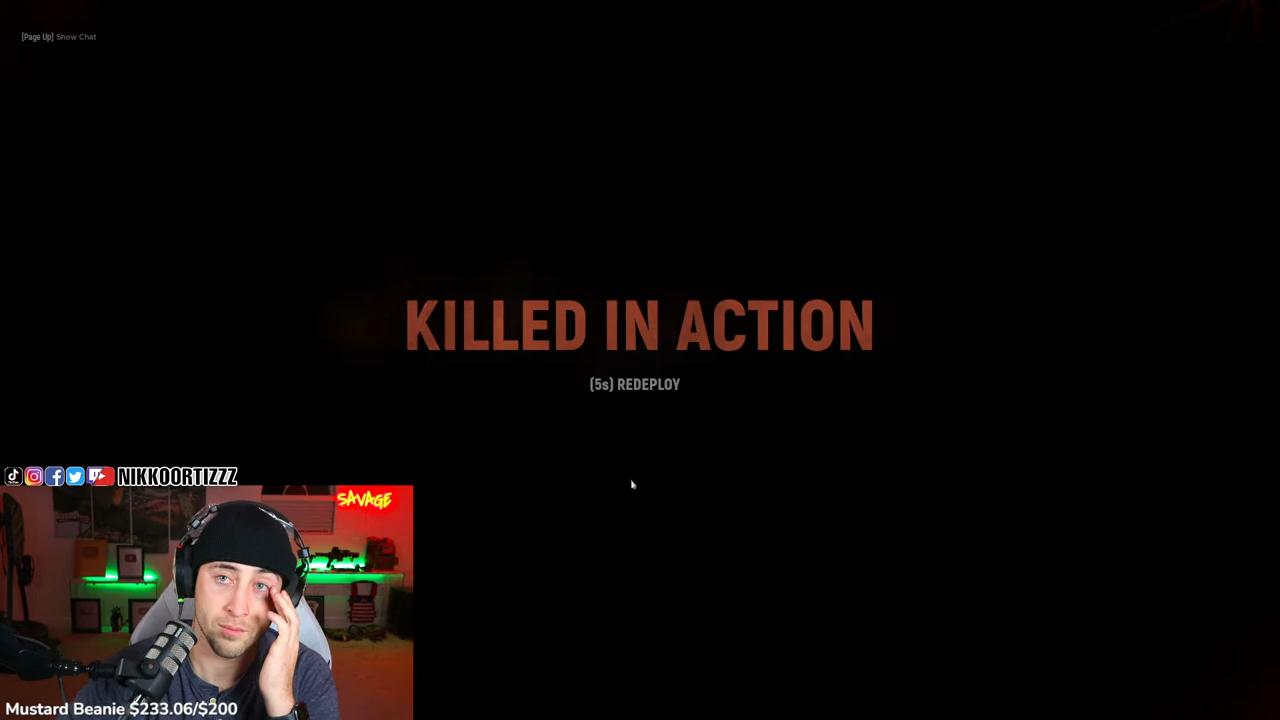 [Page Up] Show Chat
KILLED IN ACTION
(5s) REDEPLOY
NIKKOORTIZZZ
SAVAGE
Mustard Beanie $233.06/$200